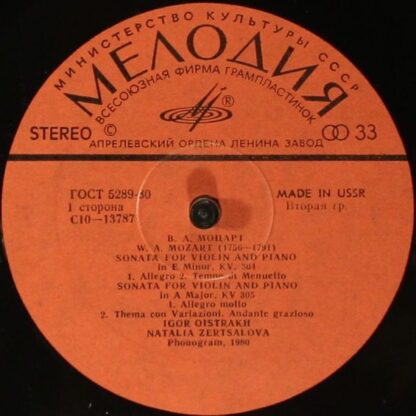 МИНИСТЕРСТВО КУЛЬТУРЫ СССР
МЕЛОДИЯ
ВСЕСОЮЗНАЯ ФИРМА ГРАМПЛАСТИНОК
®
STEREO ©
33
АПРЕЛЕВСКИЙ ОРДЕНА ЛЕНИНА ЗАВОД
ГОСТ 5289-80
MADE IN USSR
1 сторона
Вторая гр.
С10—13787
В. А. МОЦАРТ
W. A. MOZART (1756—1791)
SONATA FOR VIOLIN AND PIANO
In E Minor, KV. 304
1. Allegro 2. Tempo di Menuetto
SONATA FOR VIOLIN AND PIANO
In A Major, KV 305
1. Allegro molto
2. Thema con Variazioni. Andante grazioso
IGOR OISTRAKH
NATALIA ZERTSALOVA
Phonogram, 1980